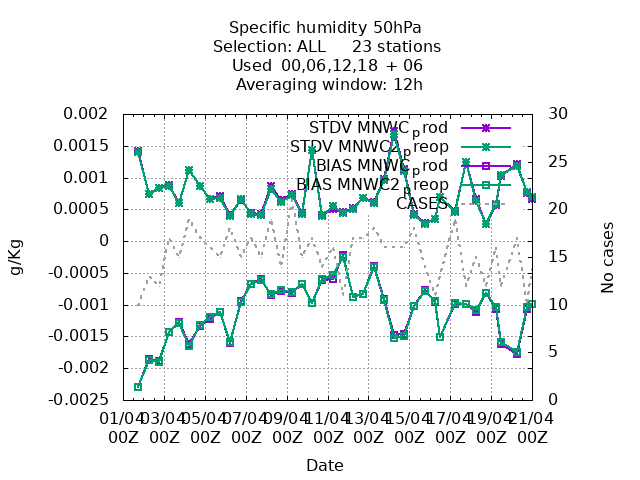 Specific humidity 50hPa
Selection: ALL 23 stations
Used 00,06,12,18 + 06
Averaging window: 12h
0.002
0.0015
0.001
0.0005
0
-0.0005
-0.001
-0.0015
-0.002
-0.0025
g/Kg
STDV MNWC_prod
STDV MNWC2_preop
BIAS MNWC_prod
BIAS MNWC2_preop
CASES
30
25
20
15
10
5
0
No cases
01/04 03/04 05/04 07/04 09/04 11/04 13/04 15/04 17/04 19/04 21/04
00Z 00Z 00Z 00Z 00Z 00Z 00Z 00Z 00Z 00Z 00Z
Date